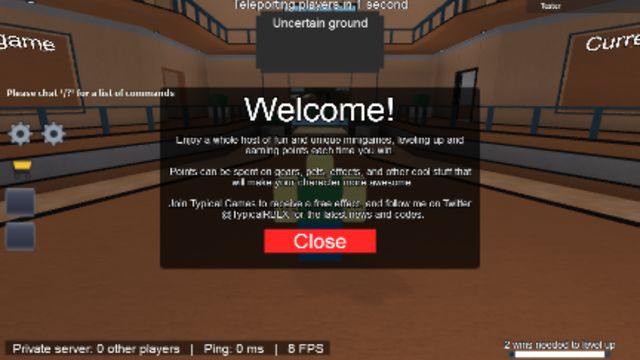 Teleporting players in 1 second
Tester
Uncertain ground
game
Curre
Please chat '/?' for a list of commands
Welcome!
Enjoy a whole host of fun and unique minigames, leveling up and
earning points each time you win
Points can be spent on gears, pets, effects, and other cool stuff that
will make your character more awesome
Join Typical Games to receive a free effect, and follow me on Twitter
@TypicalRBLX for the latest news and codes.
Close
Private server: 0 other players | Ping: 0 ms | 8 FPS
2 wins needed to level up